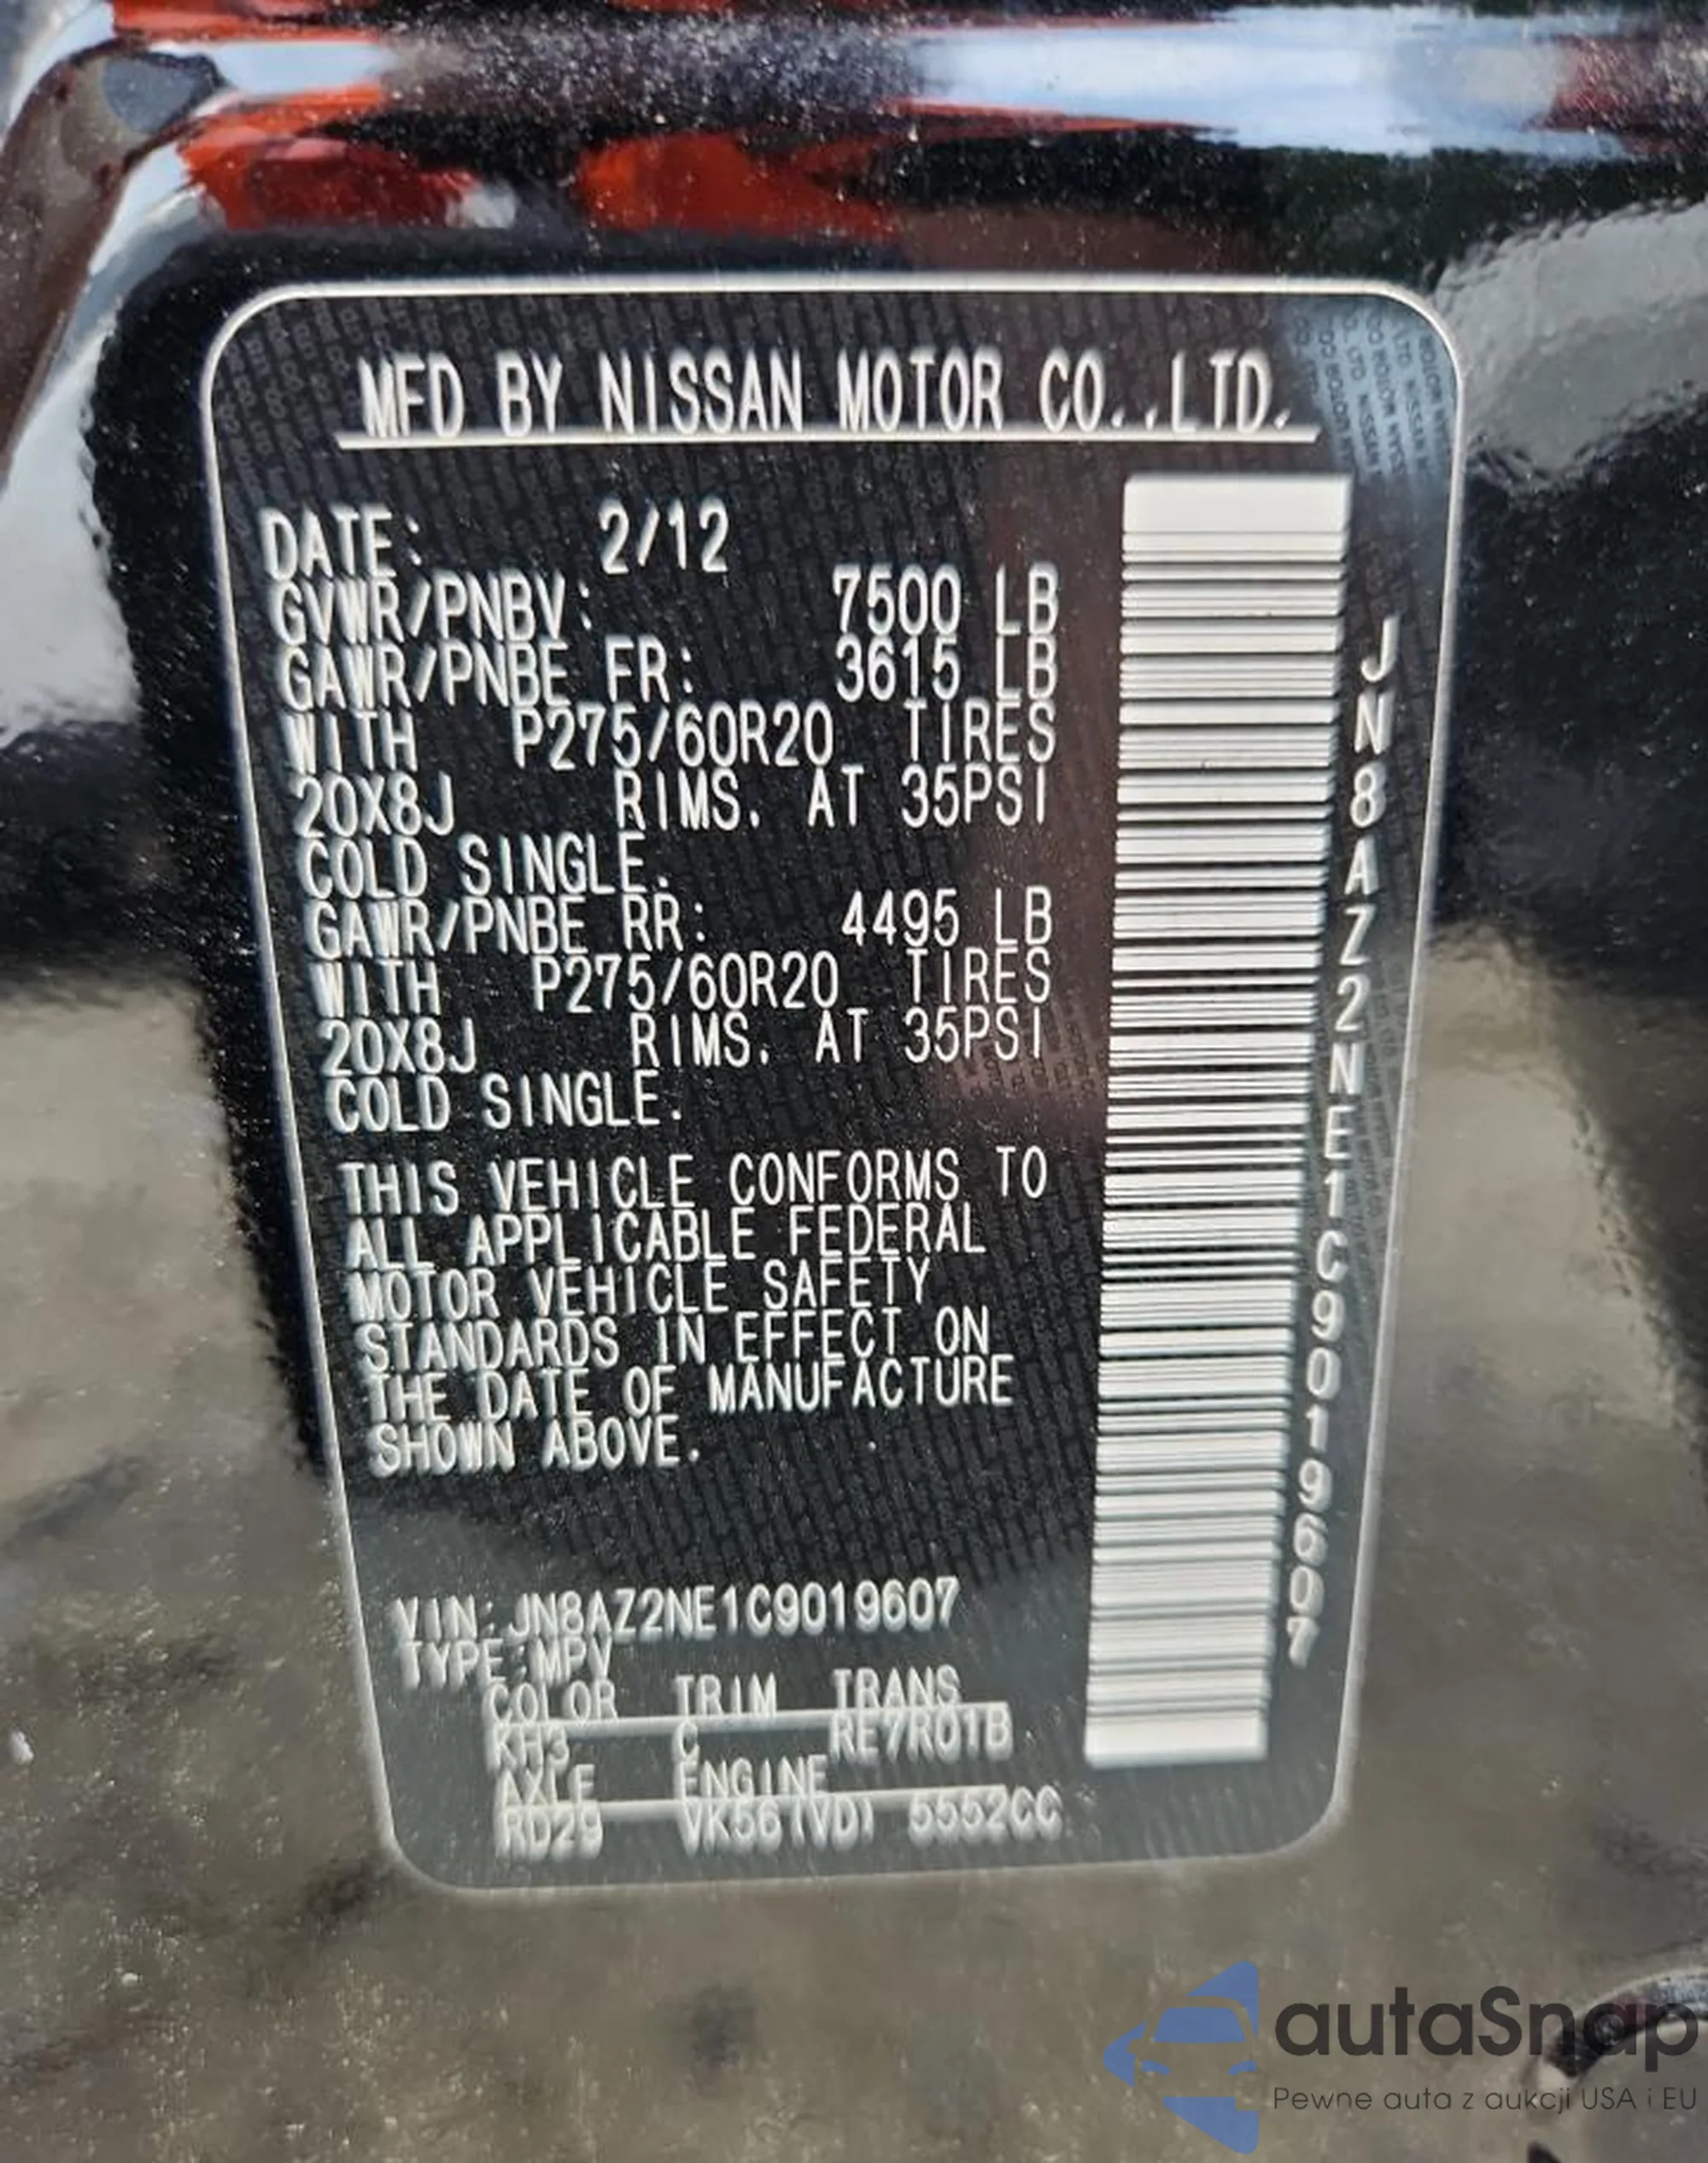 MFD BY NISSAN MOTOR CO.,LTD.
DATE: 2/12
GVWR/PNBV: 7500 LB
GAWR/PNBE FR: 3615 LB
WITH P275/60R20 TIRES
20X8J RIMS. AT 35PSI
COLD SINGLE.
GAWR/PNBE RR: 4495 LB
WITH P275/60R20 TIRES
20X8J RIMS. AT 35PSI
COLD SINGLE.
THIS VEHICLE CONFORMS TO
ALL APPLICABLE FEDERAL
MOTOR VEHICLE SAFETY
STANDARDS IN EFFECT ON
THE DATE OF MANUFACTURE
SHOWN ABOVE.
VIN:JN8AZ2NE1C9019607
TYPE:MPV
COLOR TRIM TRANS
KH3 C RE7R01B
AXLE ENGINE
RD29 VK56(VD) 5552CC
JN8AZ2NE1C9019607
autaSnap
Pewne auta z aukcji USA i EU